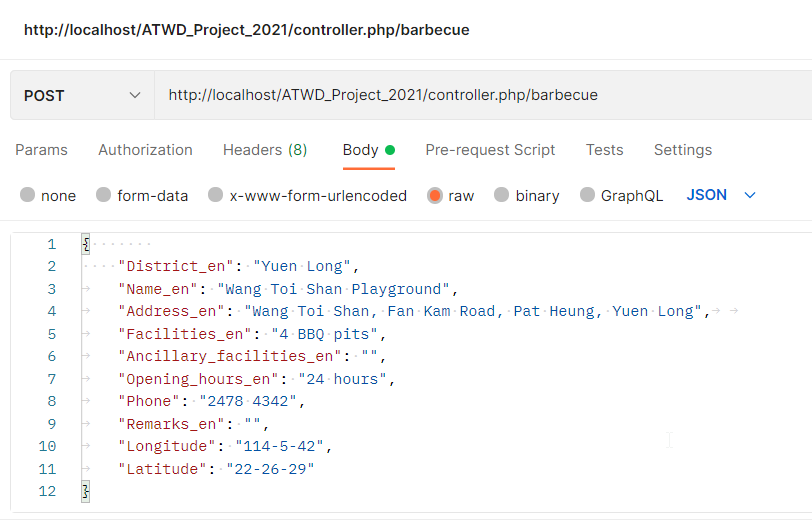 http://localhost/ATWD_Project_2021/controller.php/barbecue
POST http://localhost/ATWD_Project_2021/controller.php/barbecue
Params Authorization Headers (8) Body Pre-request Script Tests Settings
none form-data x-www-form-urlencoded raw binary GraphQL JSON
1 {
2 "District_en": "Yuen Long",
3 "Name_en": "Wang Toi Shan Playground",
4 "Address_en": "Wang Toi Shan, Fan Kam Road, Pat Heung, Yuen Long",
5 "Facilities_en": "4 BBQ pits",
6 "Ancillary_facilities_en": "",
7 "Opening_hours_en": "24 hours",
8 "Phone": "2478 4342",
9 "Remarks_en": "",
10 "Longitude": "114-5-42",
11 "Latitude": "22-26-29"
12 }